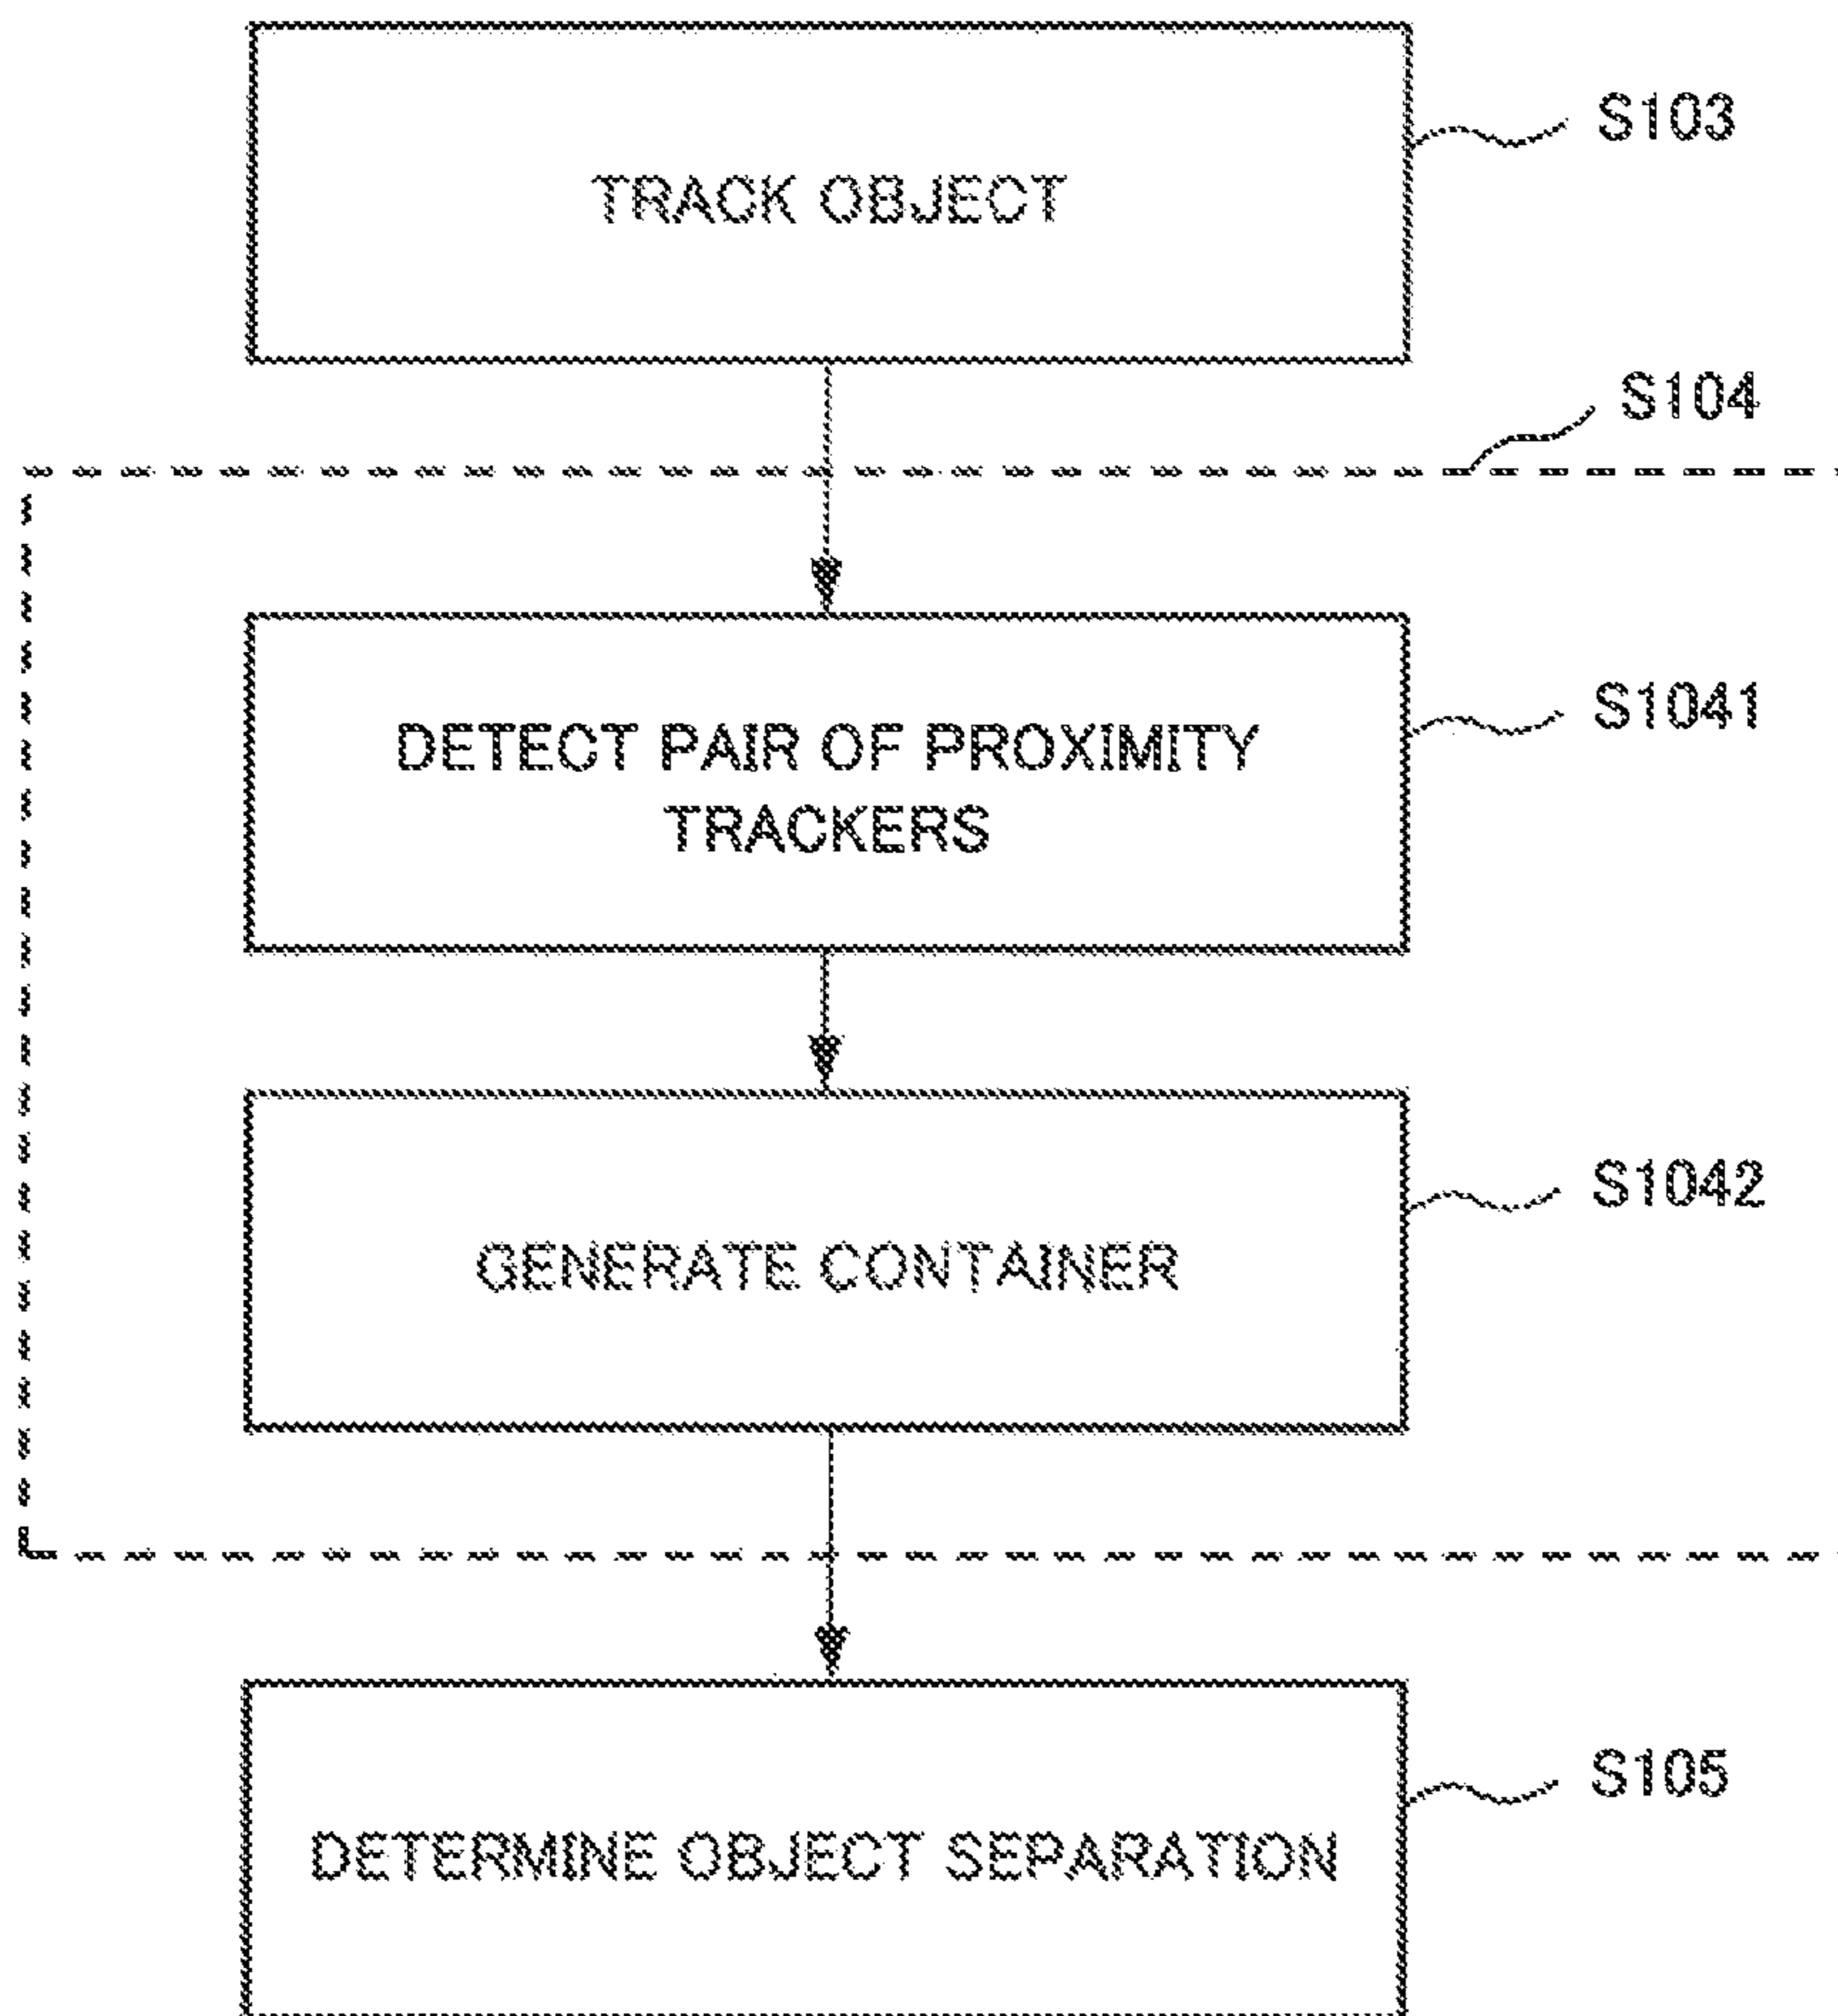 TRACK OBJECT
S103
S104
DETECT PAIR OF PROXIMITY
TRACKERS
S1041
GENERATE CONTAINER
S1042
DETERMINE OBJECT SEPARATION
S105